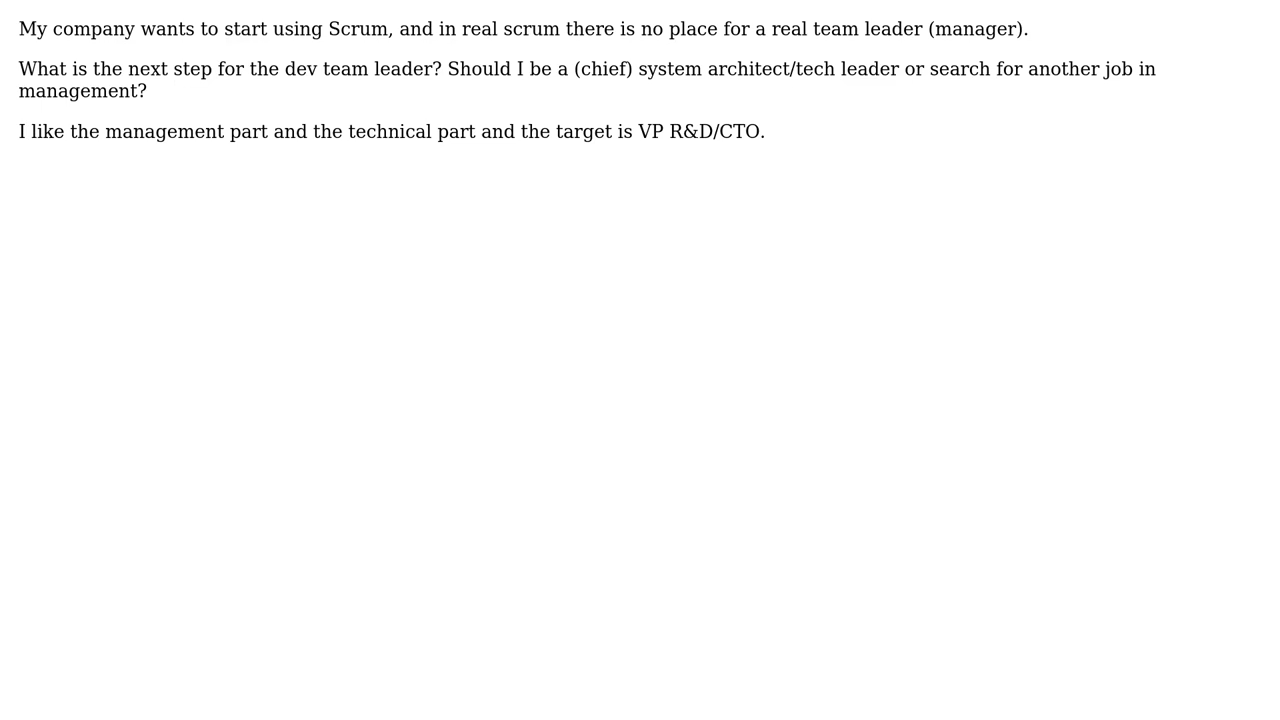 My company wants to start using Scrum, and in real scrum there is no place for a real team leader (manager).
What is the next step for the dev team leader? Should I be a (chief) system architect/tech leader or search for another job in
management?
I like the management part and the technical part and the target is VP R&D/CTO.